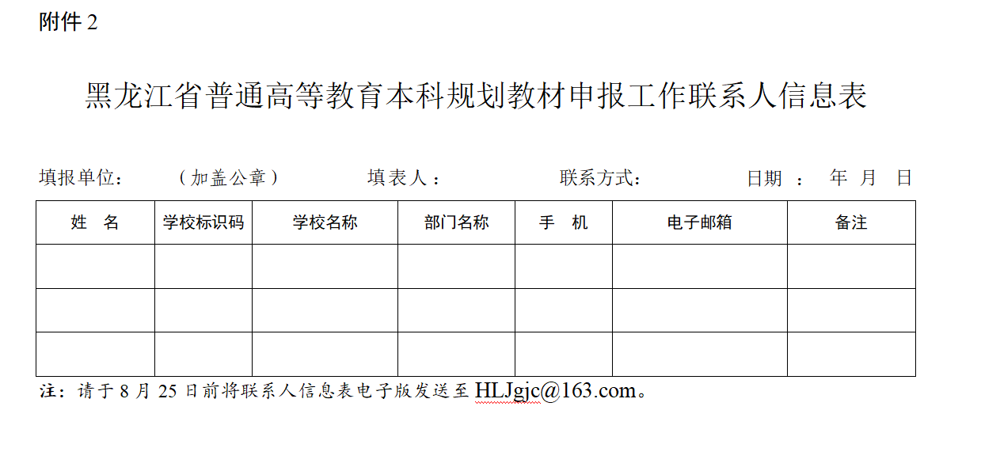 附件 2
黑龙江省普通高等教育本科规划教材申报工作联系人信息表
填报单位： （加盖公章） 填表人： 联系方式： 日期 ： 年 月 日
姓 名 学校标识码 学校名称 部门名称 手 机 电子邮箱 备注
注：请于 8 月 25 日前将联系人信息表电子版发送至 HLJgjc@163.com。